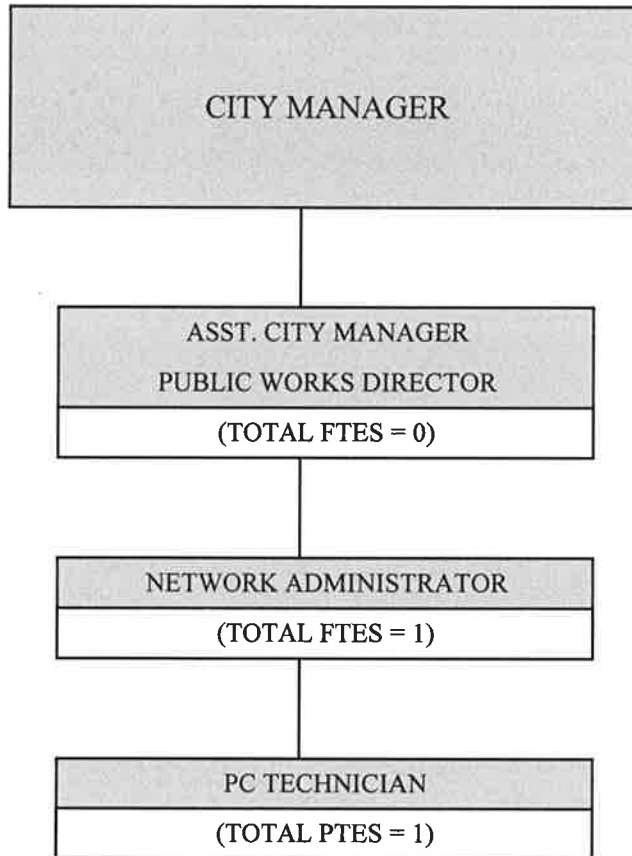 CITY MANAGER
ASST. CITY MANAGER
PUBLIC WORKS DIRECTOR
(TOTAL FTES = 0)
NETWORK ADMINISTRATOR
(TOTAL FTES = 1)
PC TECHNICIAN
(TOTAL PTES = 1)